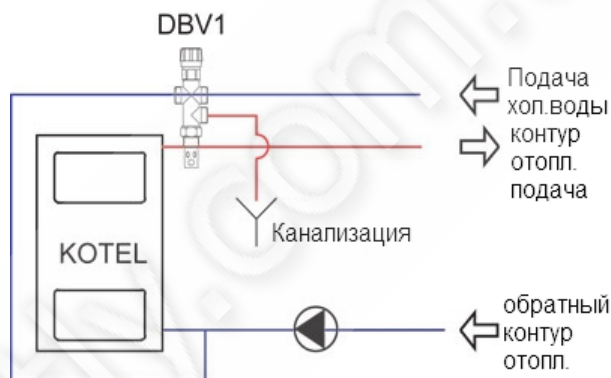 DBV1
Подача
хол.воды
контур
отопл.
подача
KOTEL
Канализация
обратный
контур
отопл.